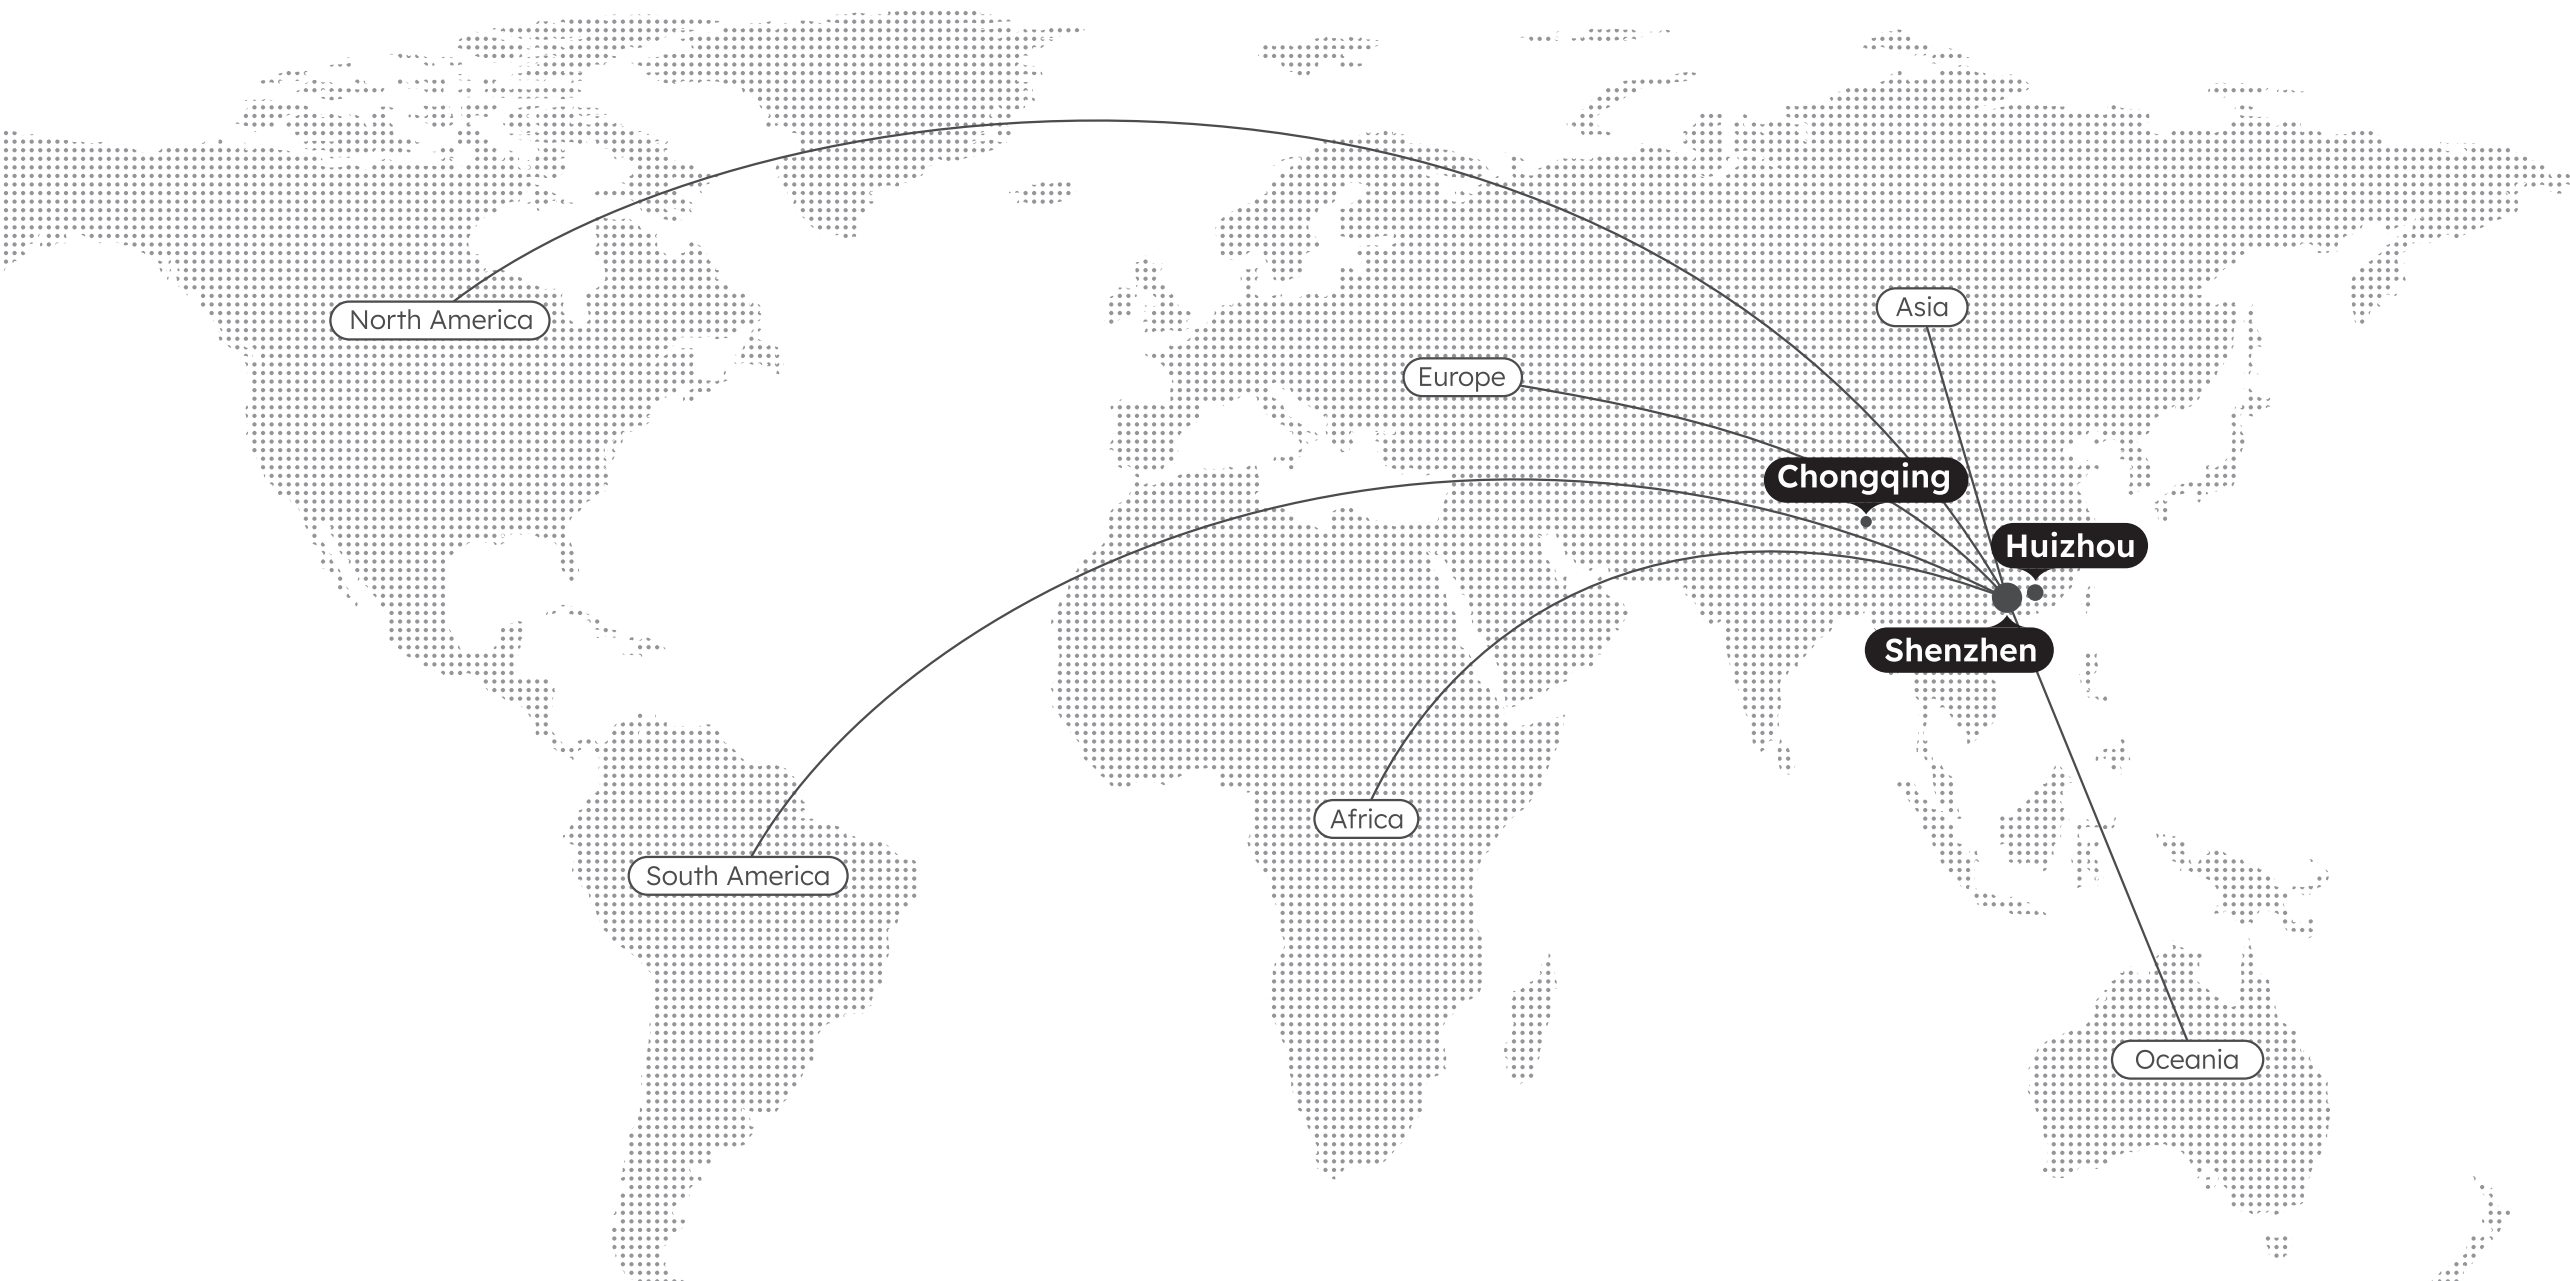 Asia
North America
Europe
Chongqing
Huizhou
Shenzhen
Africa
South America
Oceania